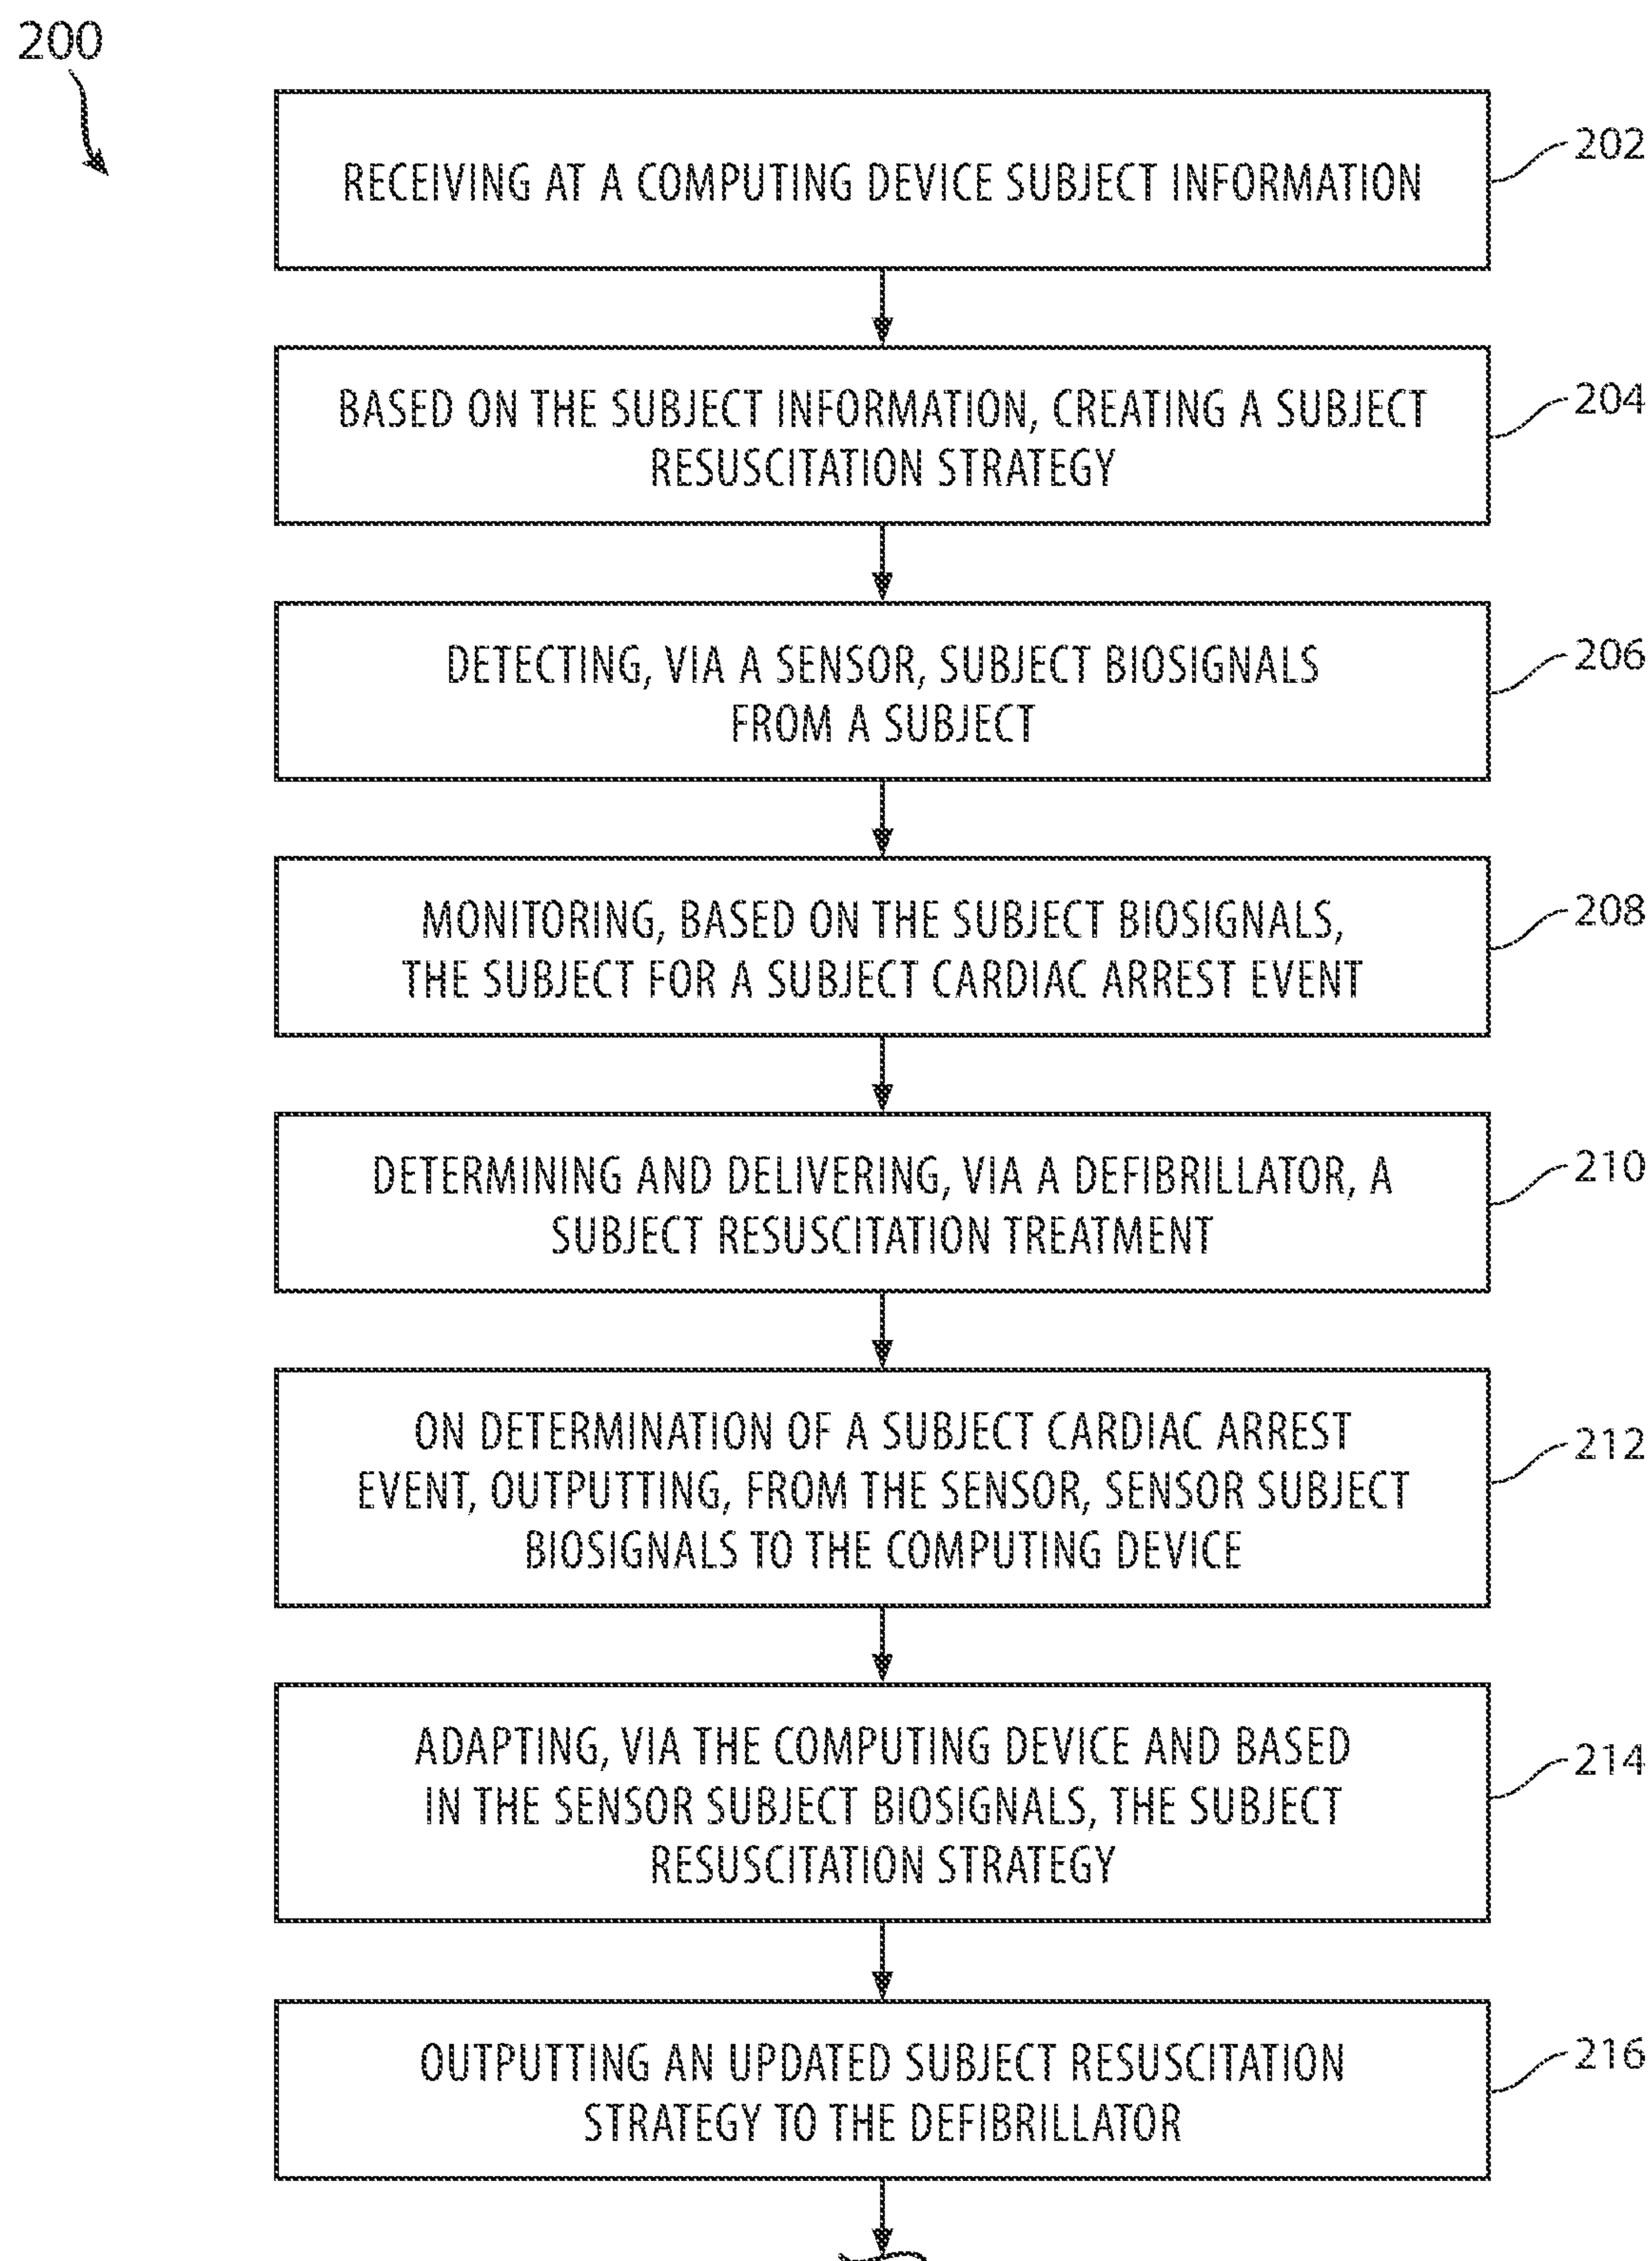 200
RECEIVING AT A COMPUTING DEVICE SUBJECT INFORMATION
202
BASED ON THE SUBJECT INFORMATION, CREATING A SUBJECT
RESUSCITATION STRATEGY
204
DETECTING, VIA A SENSOR, SUBJECT BIOSIGNALS
FROM A SUBJECT
206
MONITORING, BASED ON THE SUBJECT BIOSIGNALS,
THE SUBJECT FOR A SUBJECT CARDIAC ARREST EVENT
208
DETERMINING AND DELIVERING, VIA A DEFIBRILLATOR, A
SUBJECT RESUSCITATION TREATMENT
210
ON DETERMINATION OF A SUBJECT CARDIAC ARREST
EVENT, OUTPUTTING, FROM THE SENSOR, SENSOR SUBJECT
BIOSIGNALS TO THE COMPUTING DEVICE
212
ADAPTING, VIA THE COMPUTING DEVICE AND BASED
IN THE SENSOR SUBJECT BIOSIGNALS, THE SUBJECT
RESUSCITATION STRATEGY
214
OUTPUTTING AN UPDATED SUBJECT RESUSCITATION
STRATEGY TO THE DEFIBRILLATOR
216